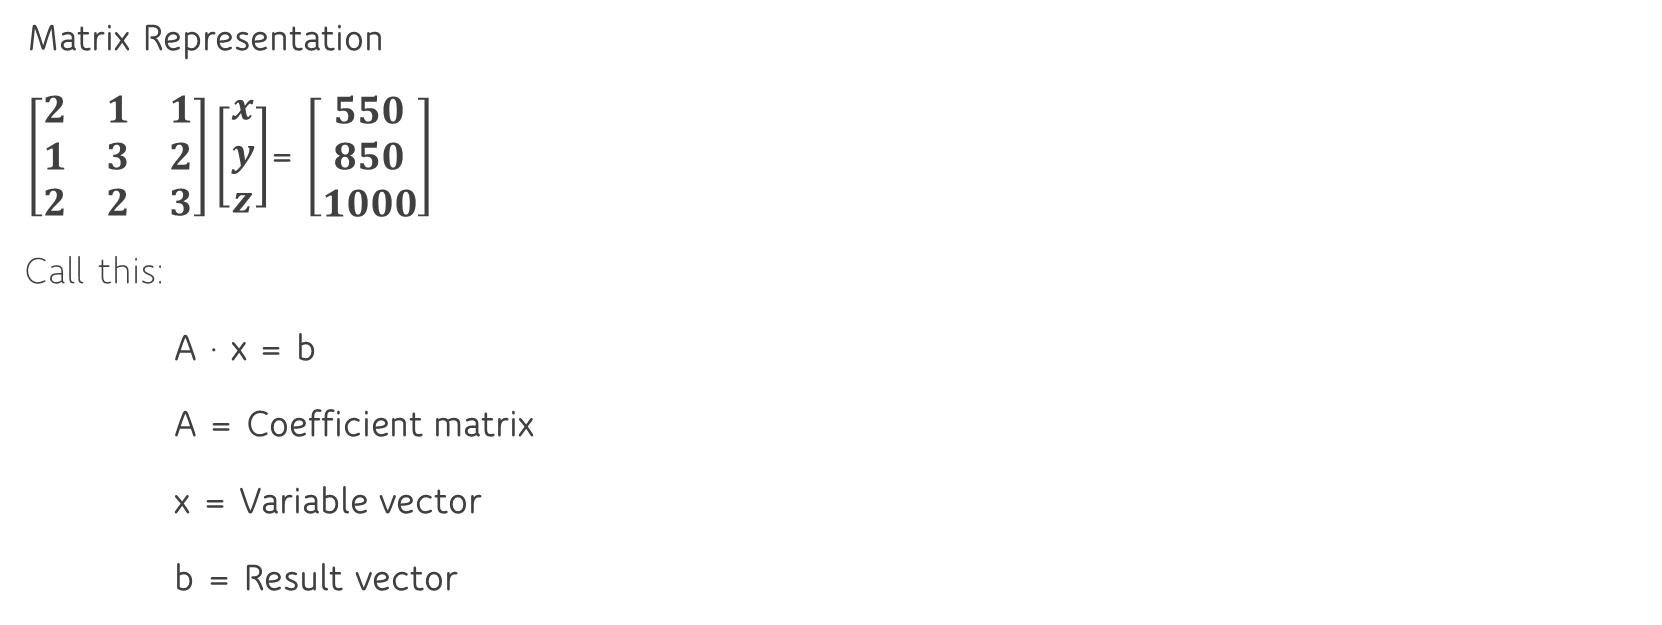 Matrix Representation
[2 1 1] [x] = [550]
[1 3 2] [y] [850]
[2 2 3] [z] [1000]
Call this:
A · x = b
A = Coefficient matrix
x = Variable vector
b = Result vector